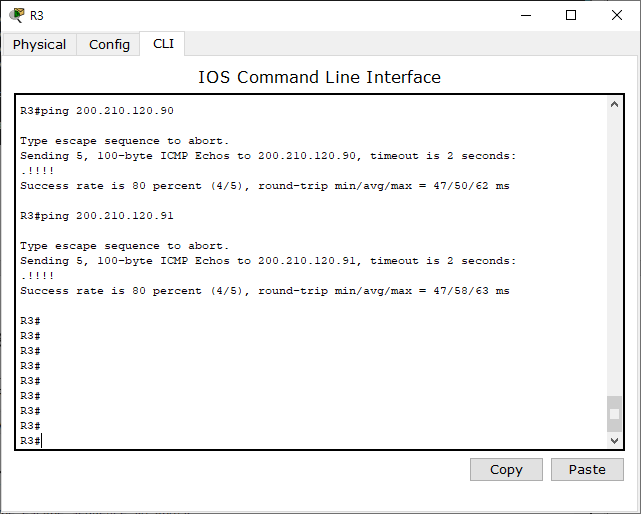 R3
Physical Config CLI
IOS Command Line Interface
R3#ping 200.210.120.90
Type escape sequence to abort.
Sending 5, 100-byte ICMP Echos to 200.210.120.90, timeout is 2 seconds:
.!!!!
Success rate is 80 percent (4/5), round-trip min/avg/max = 47/50/62 ms
R3#ping 200.210.120.91
Type escape sequence to abort.
Sending 5, 100-byte ICMP Echos to 200.210.120.91, timeout is 2 seconds:
.!!!!
Success rate is 80 percent (4/5), round-trip min/avg/max = 47/58/63 ms
R3#
R3#
R3#
R3#
R3#
R3#
R3#
R3#
R3#
Copy Paste